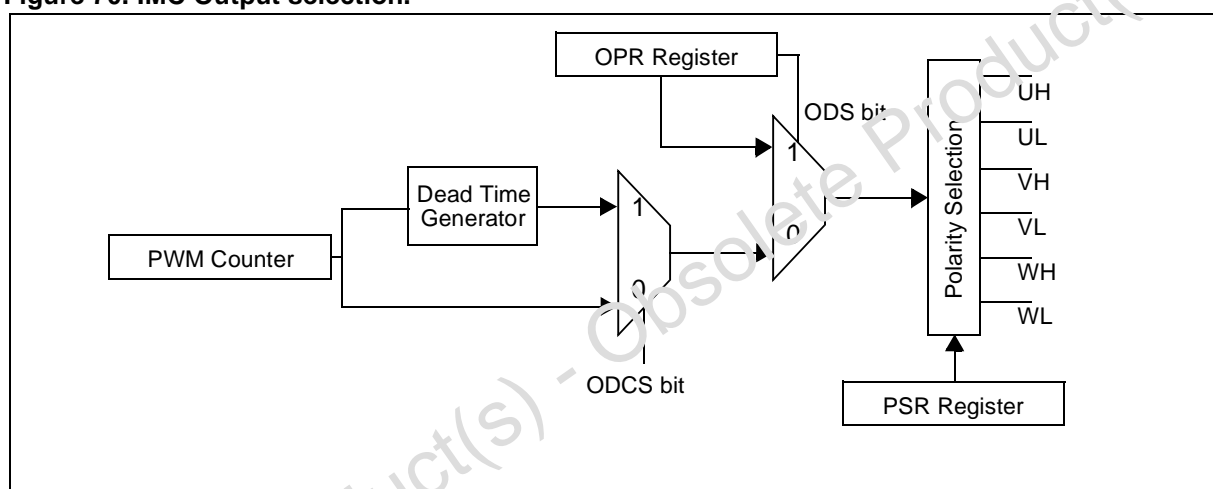 Figure 70. IMC Output selection.
OPR Register
ODS bit
1
0
Dead Time
Generator
1
0
PWM Counter
ODCS bit
Polarity Selection
UH
UL
VH
VL
WH
WL
PSR Register
Product(s) - Obsolete Product(